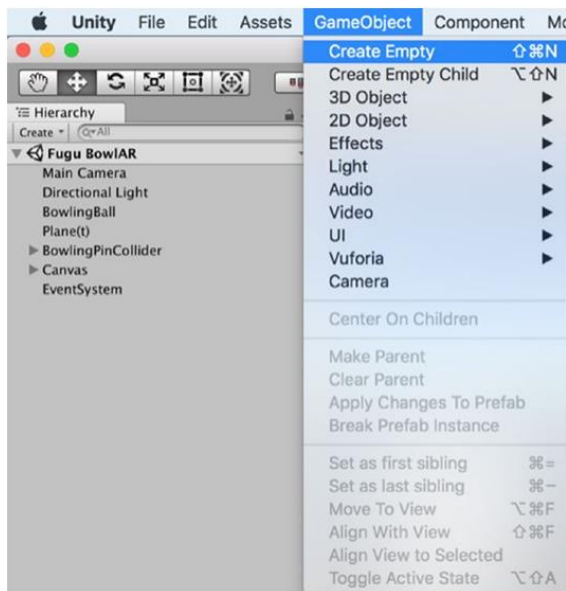 Unity File Edit Assets GameObject Component
Hierarchy
Create All
Fugu BowlAR
Main Camera
Directional Light
BowlingBall
Plane(t)
BowlingPinCollider
Canvas
EventSystem
Create Empty ⇧⌘N
Create Empty Child ⌥⇧N
3D Object
2D Object
Effects
Light
Audio
Video
UI
Vuforia
Camera
Center On Children
Make Parent
Clear Parent
Apply Changes To Prefab
Break Prefab Instance
Set as first sibling ⌘=
Set as last sibling ⌘−
Move To View ⌥⌘F
Align With View ⇧⌘F
Align View to Selected
Toggle Active State ⌥⇧A